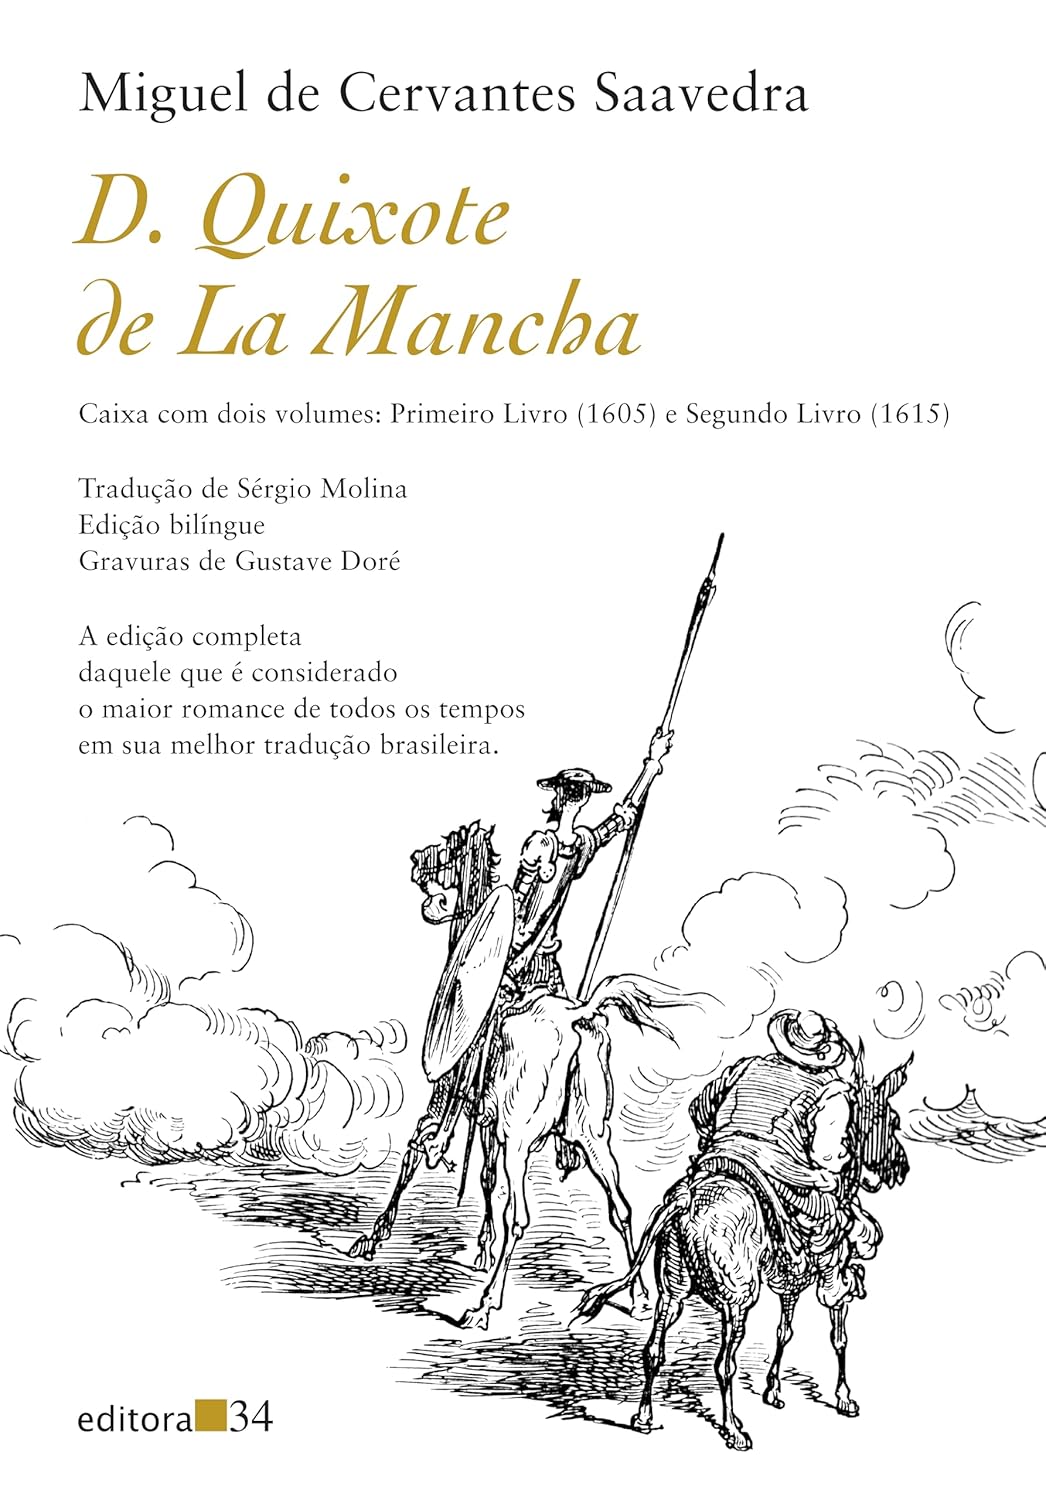 Miguel de Cervantes Saavedra
D. Quixote
de La Mancha
Caixa com dois volumes: Primeiro Livro (1605) e Segundo Livro (1615)
Tradução de Sérgio Molina
Edição bilíngue
Gravuras de Gustave Doré
A edição completa
daquele que é considerado
o maior romance de todos os tempos
em sua melhor tradução brasileira.
editora 34